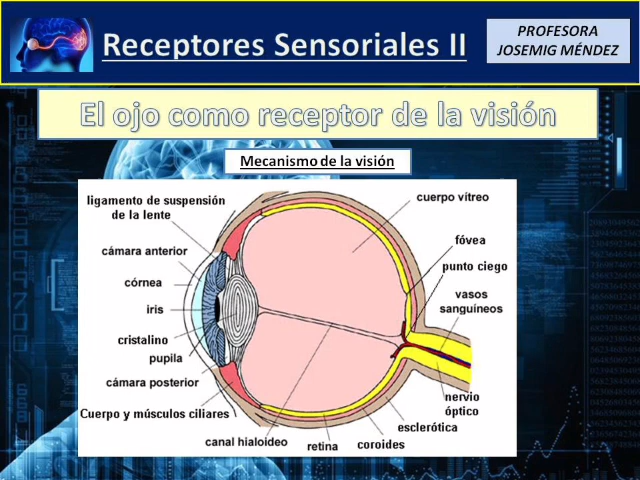 Receptores Sensoriales II
PROFESORA
JOSEMIG MÉNDEZ
El ojo como receptor de la visión
Mecanismo de la visión
ligamento de suspensión
de la lente
cámara anterior
córnea
iris
cristalino
pupila
cámara posterior
Cuerpo y músculos ciliares
canal hialoideo
retina
coroides
esclerótica
nervio
óptico
vasos
sanguíneos
punto ciego
fóvea
cuerpo vítreo